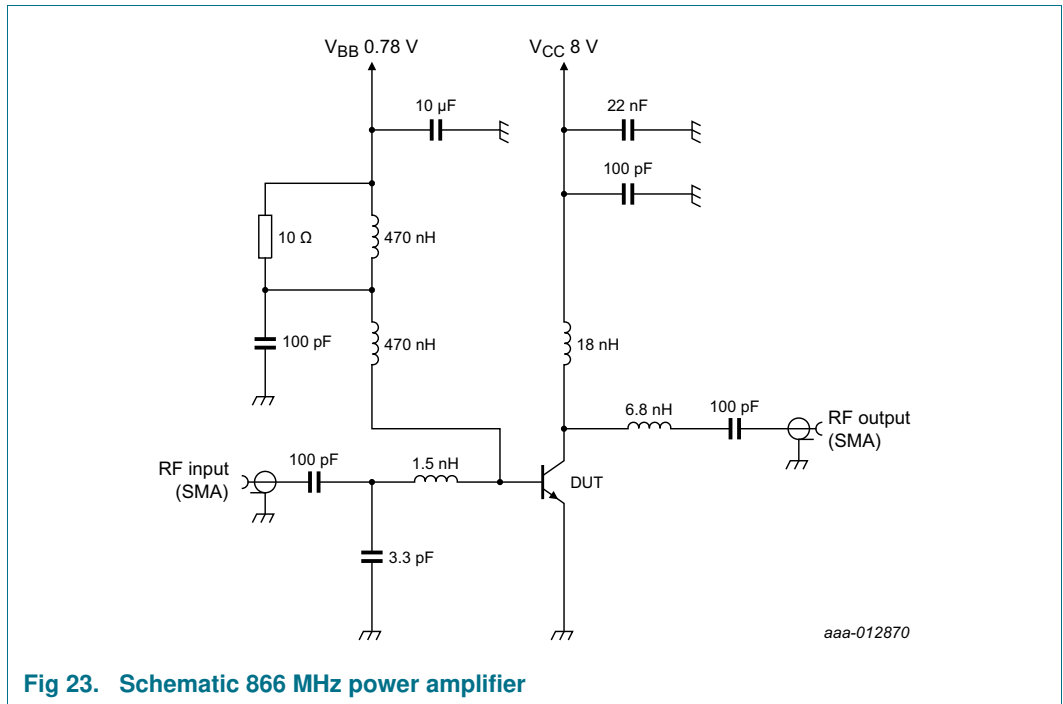 V_BB 0.78 V
V_CC 8 V
10 µF
22 nF
100 pF
10 Ω
470 nH
100 pF
470 nH
18 nH
6.8 nH
100 pF
RF output
(SMA)
RF input
(SMA)
100 pF
1.5 nH
DUT
3.3 pF
aaa-012870
Fig 23. Schematic 866 MHz power amplifier